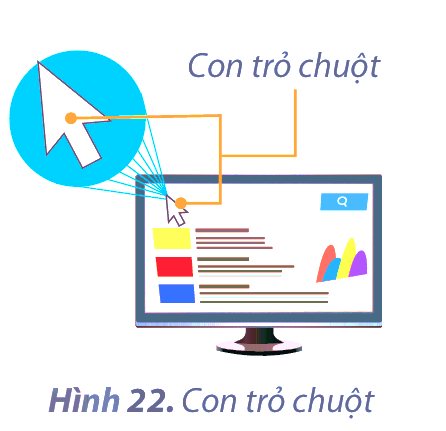 Con trỏ chuột
Hình 22. Con trỏ chuột